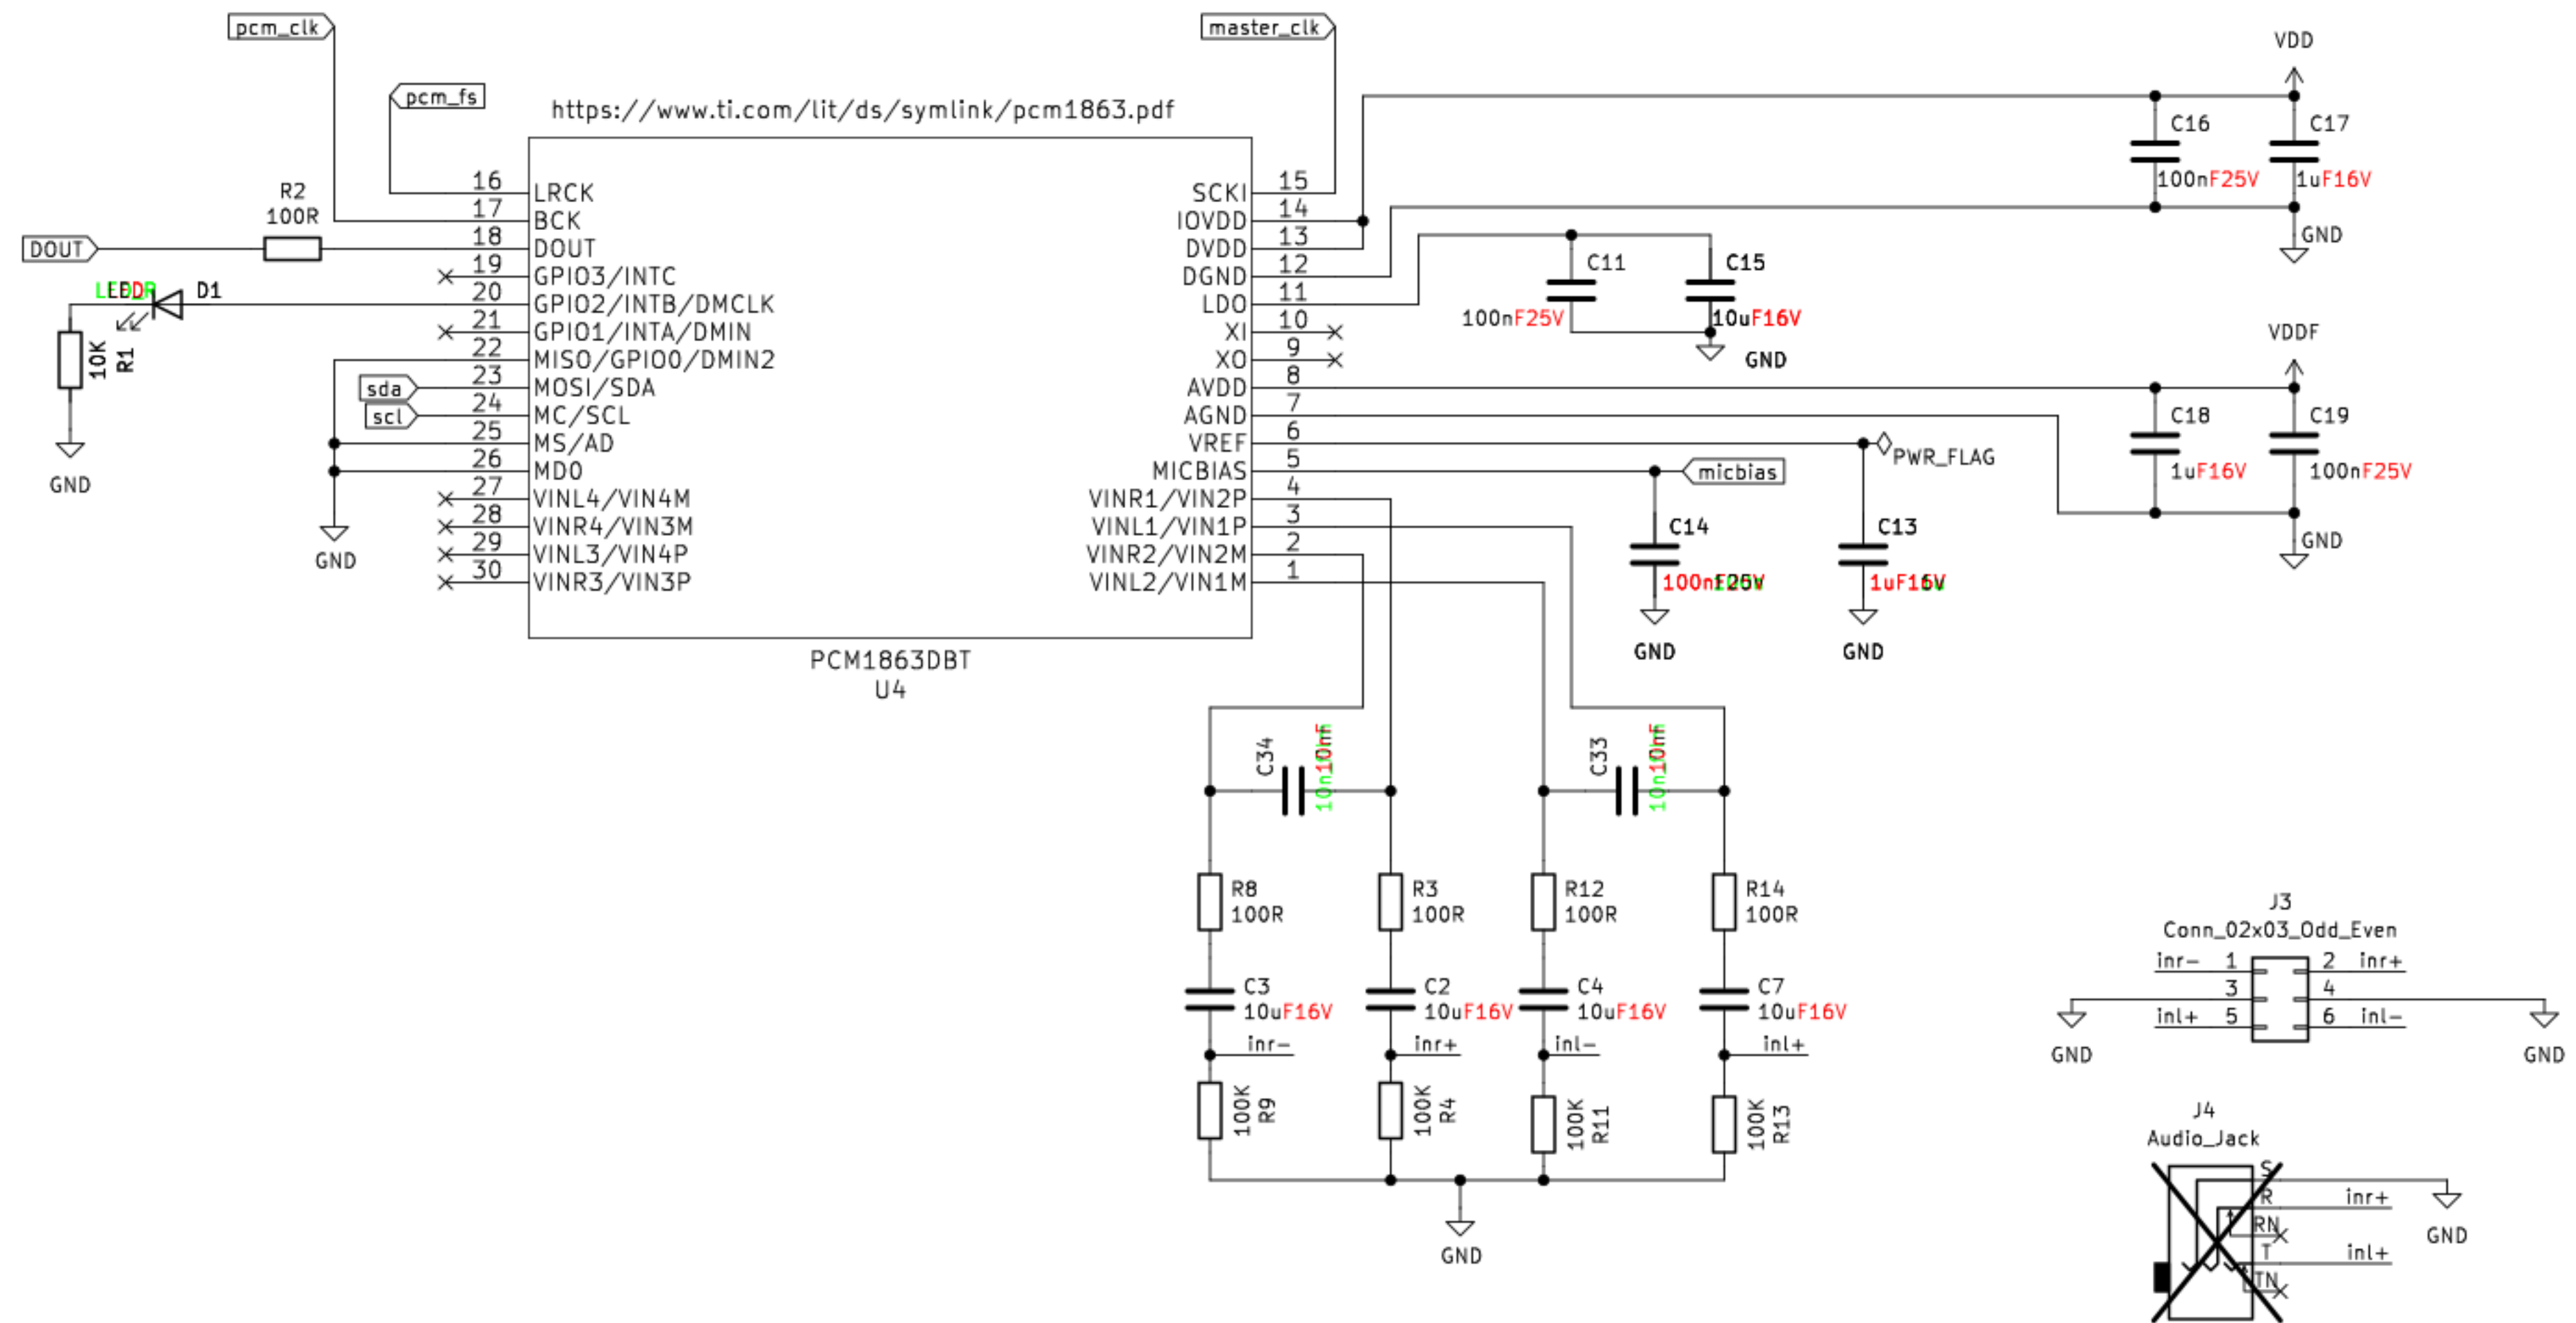 pcm_clk
master_clk
pcm_fs
https://www.ti.com/lit/ds/symlink/pcm1863.pdf
VDD
C16
C17
100nF25V
1uF16V
GND
16 LRCK
17 BCK
18 DOUT
19 GPIO3/INTC
20 GPIO2/INTB/DMCLK
21 GPIO1/INTA/DMIN
22 MISO/GPIO0/DMIN2
23 MOSI/SDA
24 MC/SCL
25 MS/AD
26 MD0
27 VINL4/VIN4M
28 VINR4/VIN3M
29 VINL3/VIN4P
30 VINR3/VIN3P
SCKI 15
IOVDD 14
DVDD 13
DGND 12
LDO 11
XI 10
XO 9
AVDD 8
AGND 7
VREF 6
MICBIAS 5
VINR1/VIN2P 4
VINL1/VIN1P 3
VINR2/VIN2M 2
VINL2/VIN1M 1
PCM1863DBT
U4
R2
100R
DOUT
D1
10K
R1
GND
sda
scl
GND
C11
100nF25V
C15
10uF16V
GND
VDDF
C18
1uF16V
C19
100nF25V
GND
PWR_FLAG
micbias
C14
GND
C13
GND
C34
C33
R8
100R
R3
100R
R12
100R
R14
100R
C3
10uF16V
C2
10uF16V
C4
10uF16V
C7
10uF16V
inr-
inr+
inl-
inl+
100K
R9
100K
R4
100K
R11
100K
R13
GND
J3
Conn_02x03_Odd_Even
inr- 1
2 inr+
3
4
inl+ 5
6 inl-
GND
GND
J4
Audio_Jack
S
R
inr+
RN
T
inl+
TN
GND